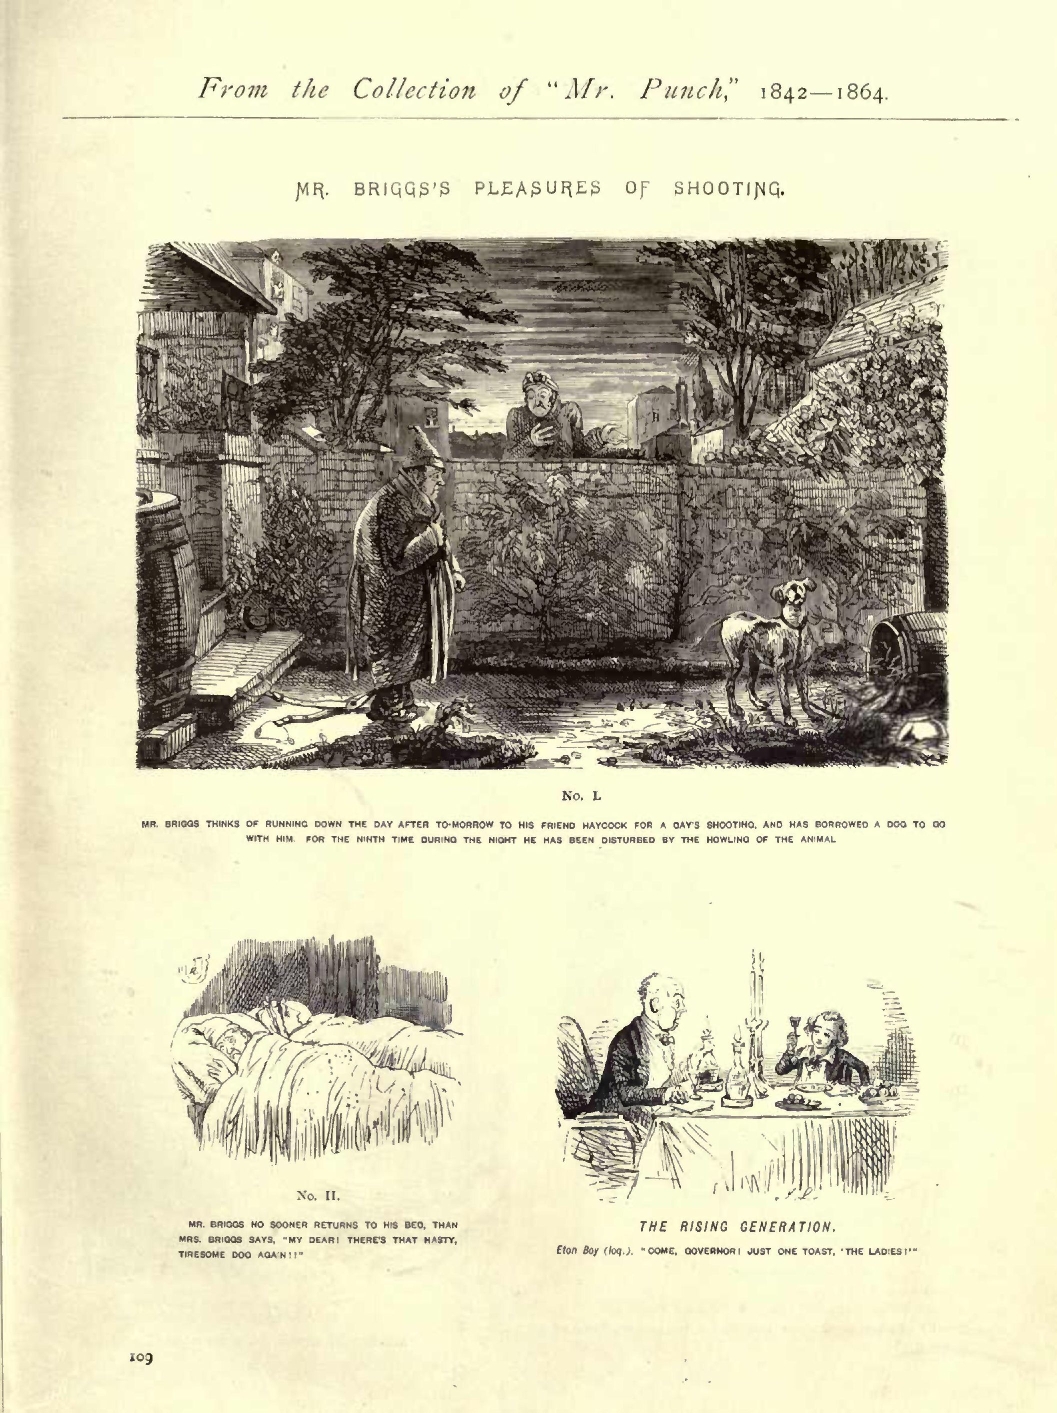 From the Collection of "Mr. Punch," 1842—1864.
MR. BRIGGS'S PLEASURES OF SHOOTING.
No. I.
MR. BRIGGS THINKS OF RUNNING DOWN THE DAY AFTER TO-MORROW TO HIS FRIEND HAYCOCK FOR A DAY'S SHOOTING, AND HAS BORROWED A DOG TO GO
WITH HIM. FOR THE NINTH TIME DURING THE NIGHT HE HAS BEEN DISTURBED BY THE HOWLING OF THE ANIMAL
No. II.
MR. BRIGGS NO SOONER RETURNS TO HIS BED, THAN
MRS. BRIGGS SAYS, "MY DEAR! THERE'S THAT NASTY,
TIRESOME DOG AGAIN!!"
J.L.
THE RISING GENERATION.
Eton Boy (loq.). "COME, GOVERNOR! JUST ONE TOAST, 'THE LADIES!'"
109